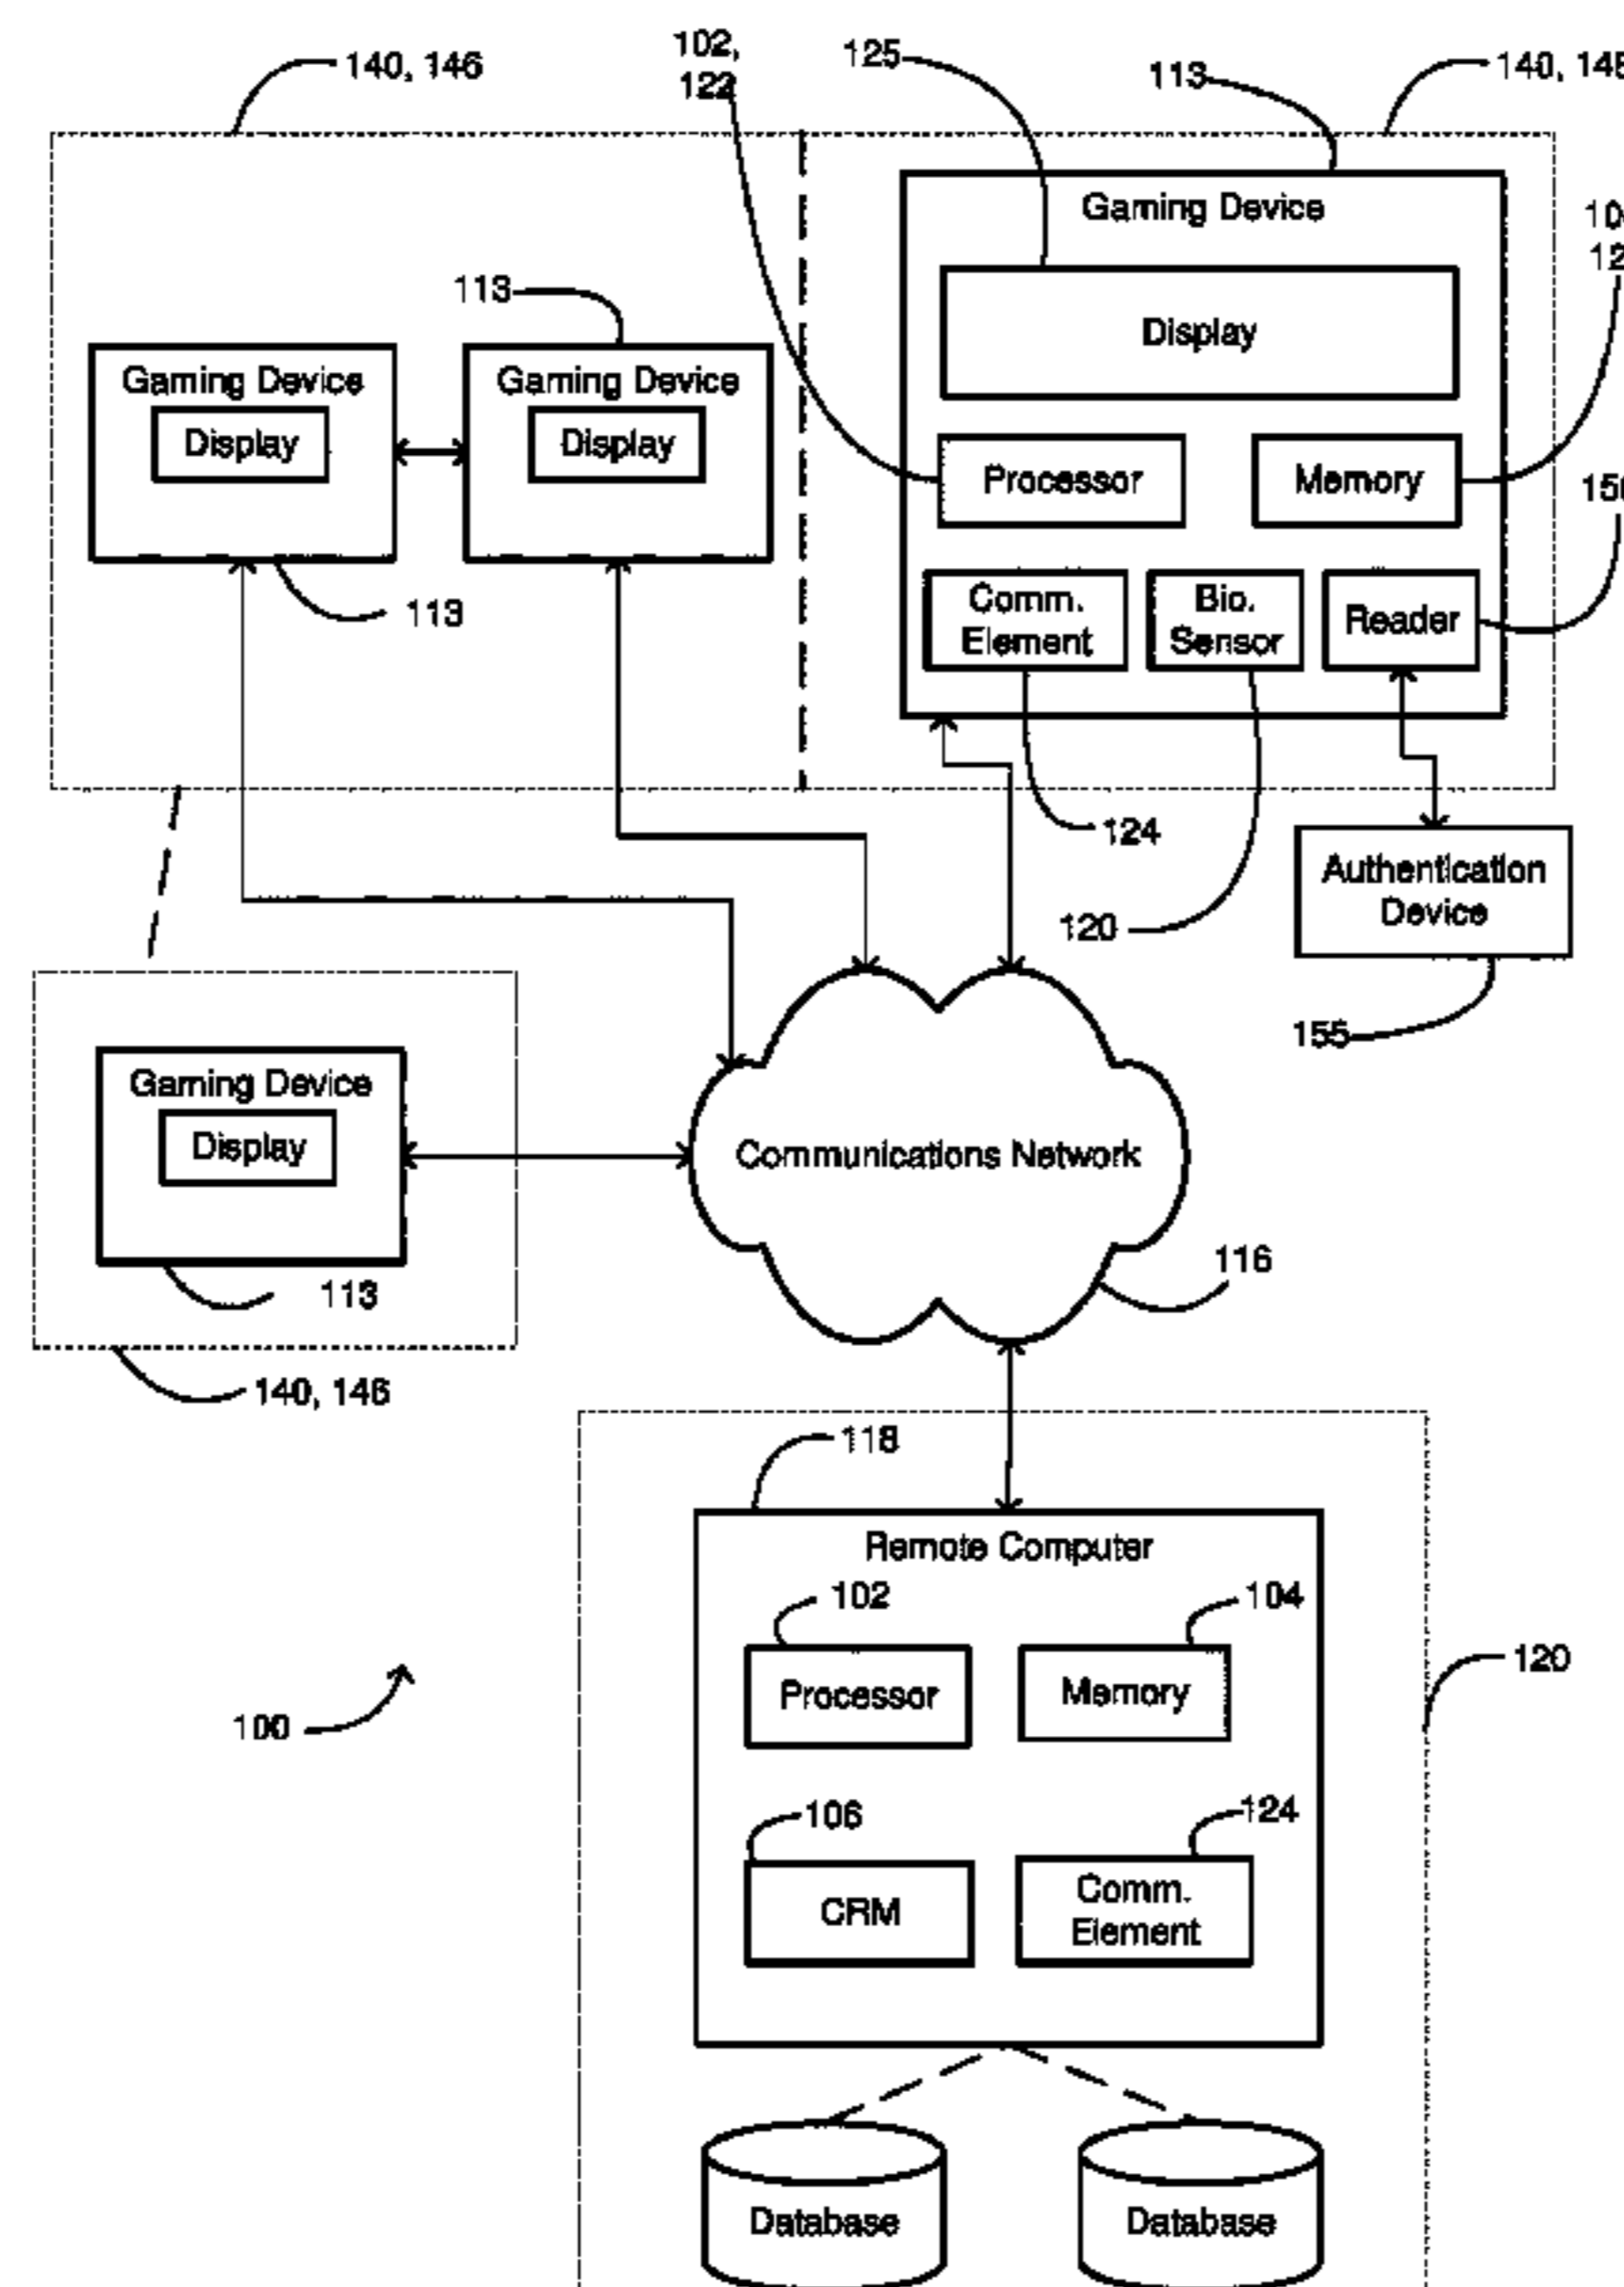 140, 146
102,
122
125
113
140, 146
Gaming Device
Display
113
Gaming Device
Display
Gaming Device
Display
113
Processor
Memory
Comm.
Element
Bio.
Sensor
Reader
124
120
Authentication
Device
155
Gaming Device
Display
113
140, 146
Communications Network
116
118
Remote Computer
102
104
Processor
Memory
120
100
106
124
CRM
Comm.
Element
Database
Database